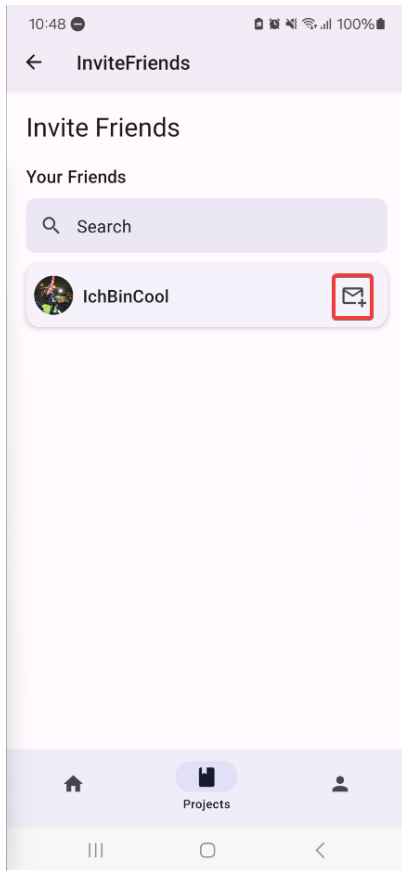 10:48
100%
InviteFriends
Invite Friends
Your Friends
Search
IchBinCool
Projects